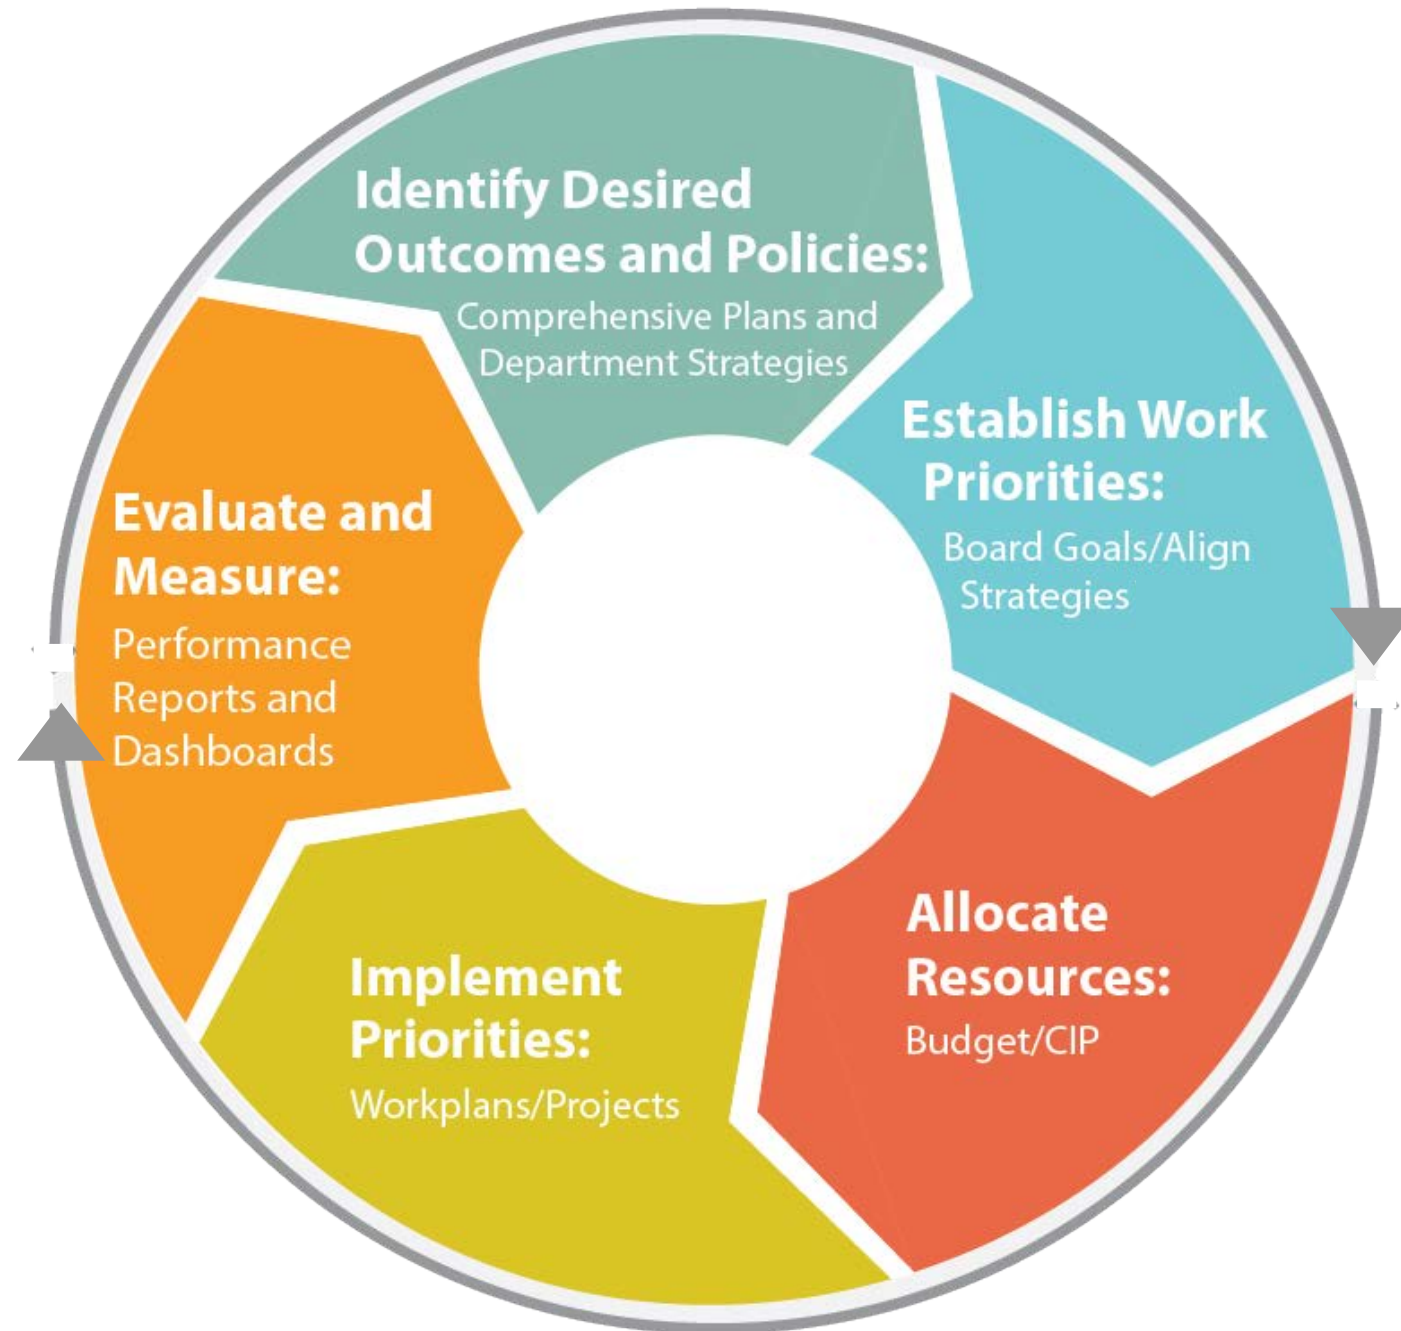 Identify Desired
Outcomes and Policies:
Comprehensive Plans and
Department Strategies
Establish Work
Priorities:
Board Goals/Align
Strategies
Allocate
Resources:
Budget/CIP
Implement
Priorities:
Workplans/Projects
Evaluate and
Measure:
Performance
Reports and
Dashboards